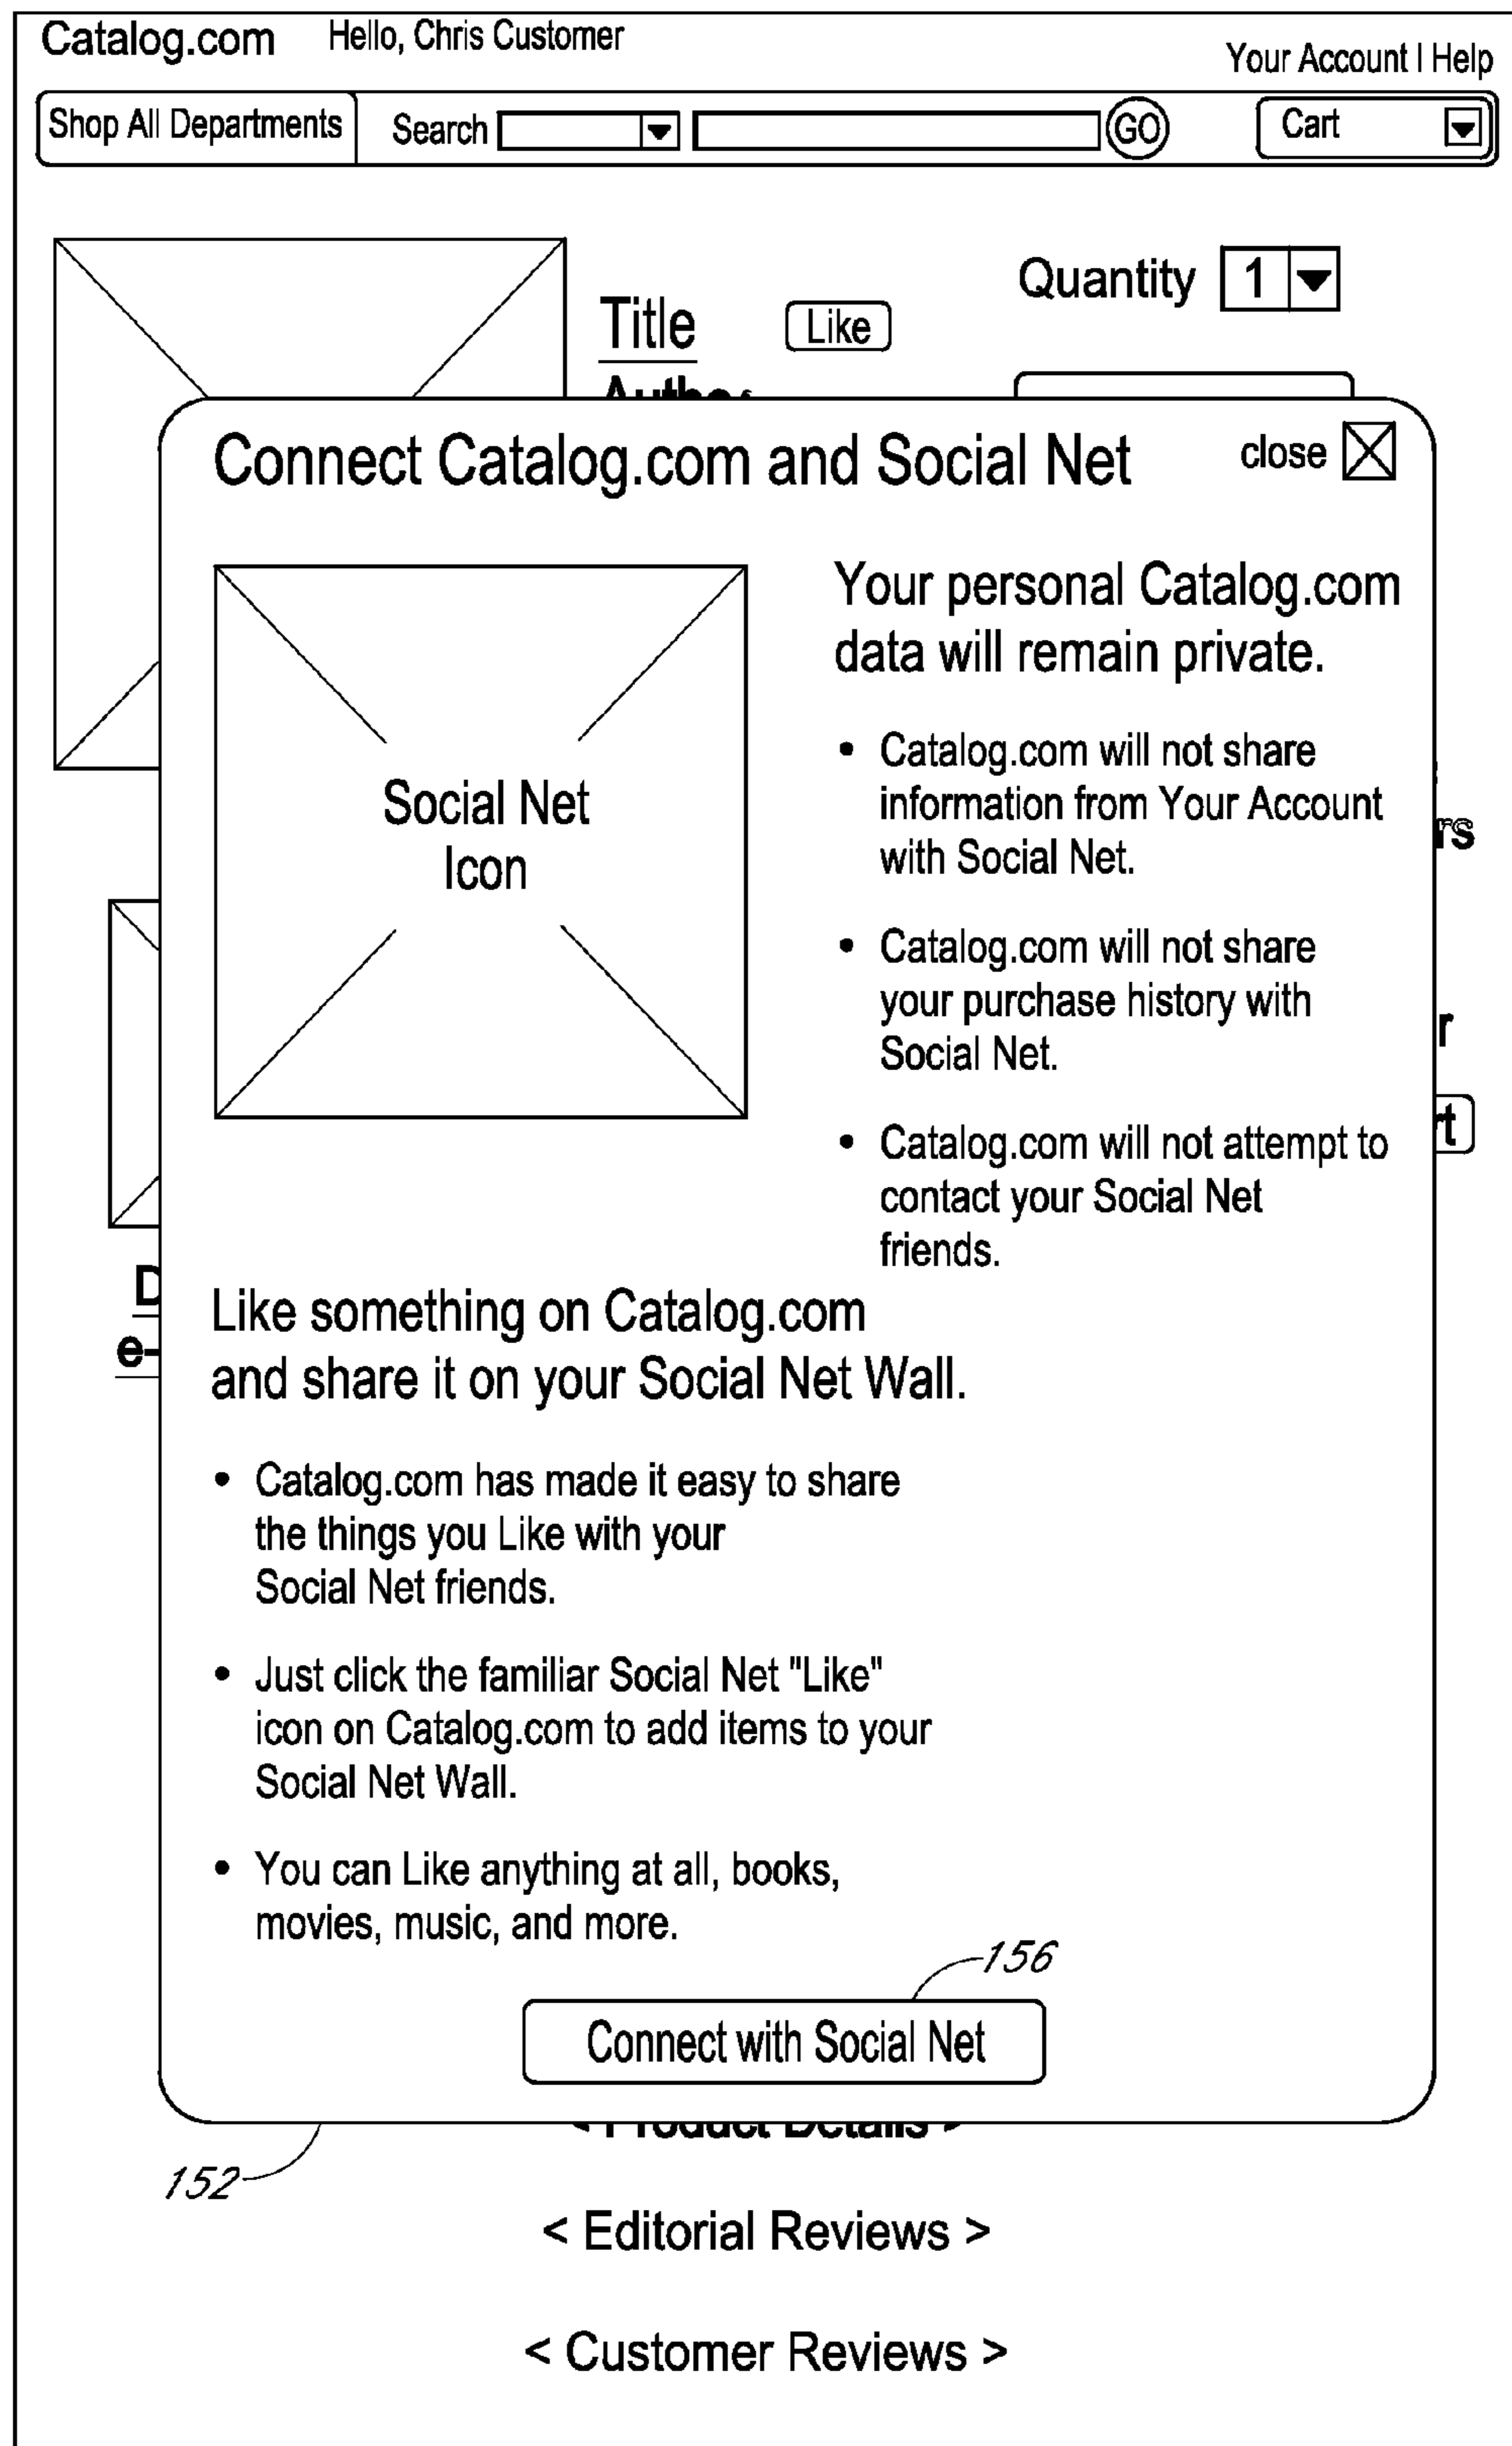 Catalog.com
Hello, Chris Customer
Your Account | Help
Shop All Departments
Search
GO
Cart
Quantity 1
Title
Like
Author
Connect Catalog.com and Social Net
close
Your personal Catalog.com
data will remain private.
Social Net
Icon
• Catalog.com will not share
information from Your Account
with Social Net.
• Catalog.com will not share
your purchase history with
Social Net.
• Catalog.com will not attempt to
contact your Social Net
friends.
rs
r
rt
D
e-
Like something on Catalog.com
and share it on your Social Net Wall.
• Catalog.com has made it easy to share
the things you Like with your
Social Net friends.
• Just click the familiar Social Net "Like"
icon on Catalog.com to add items to your
Social Net Wall.
• You can Like anything at all, books,
movies, music, and more.
156
Connect with Social Net
< Product Details >
152
< Editorial Reviews >
< Customer Reviews >